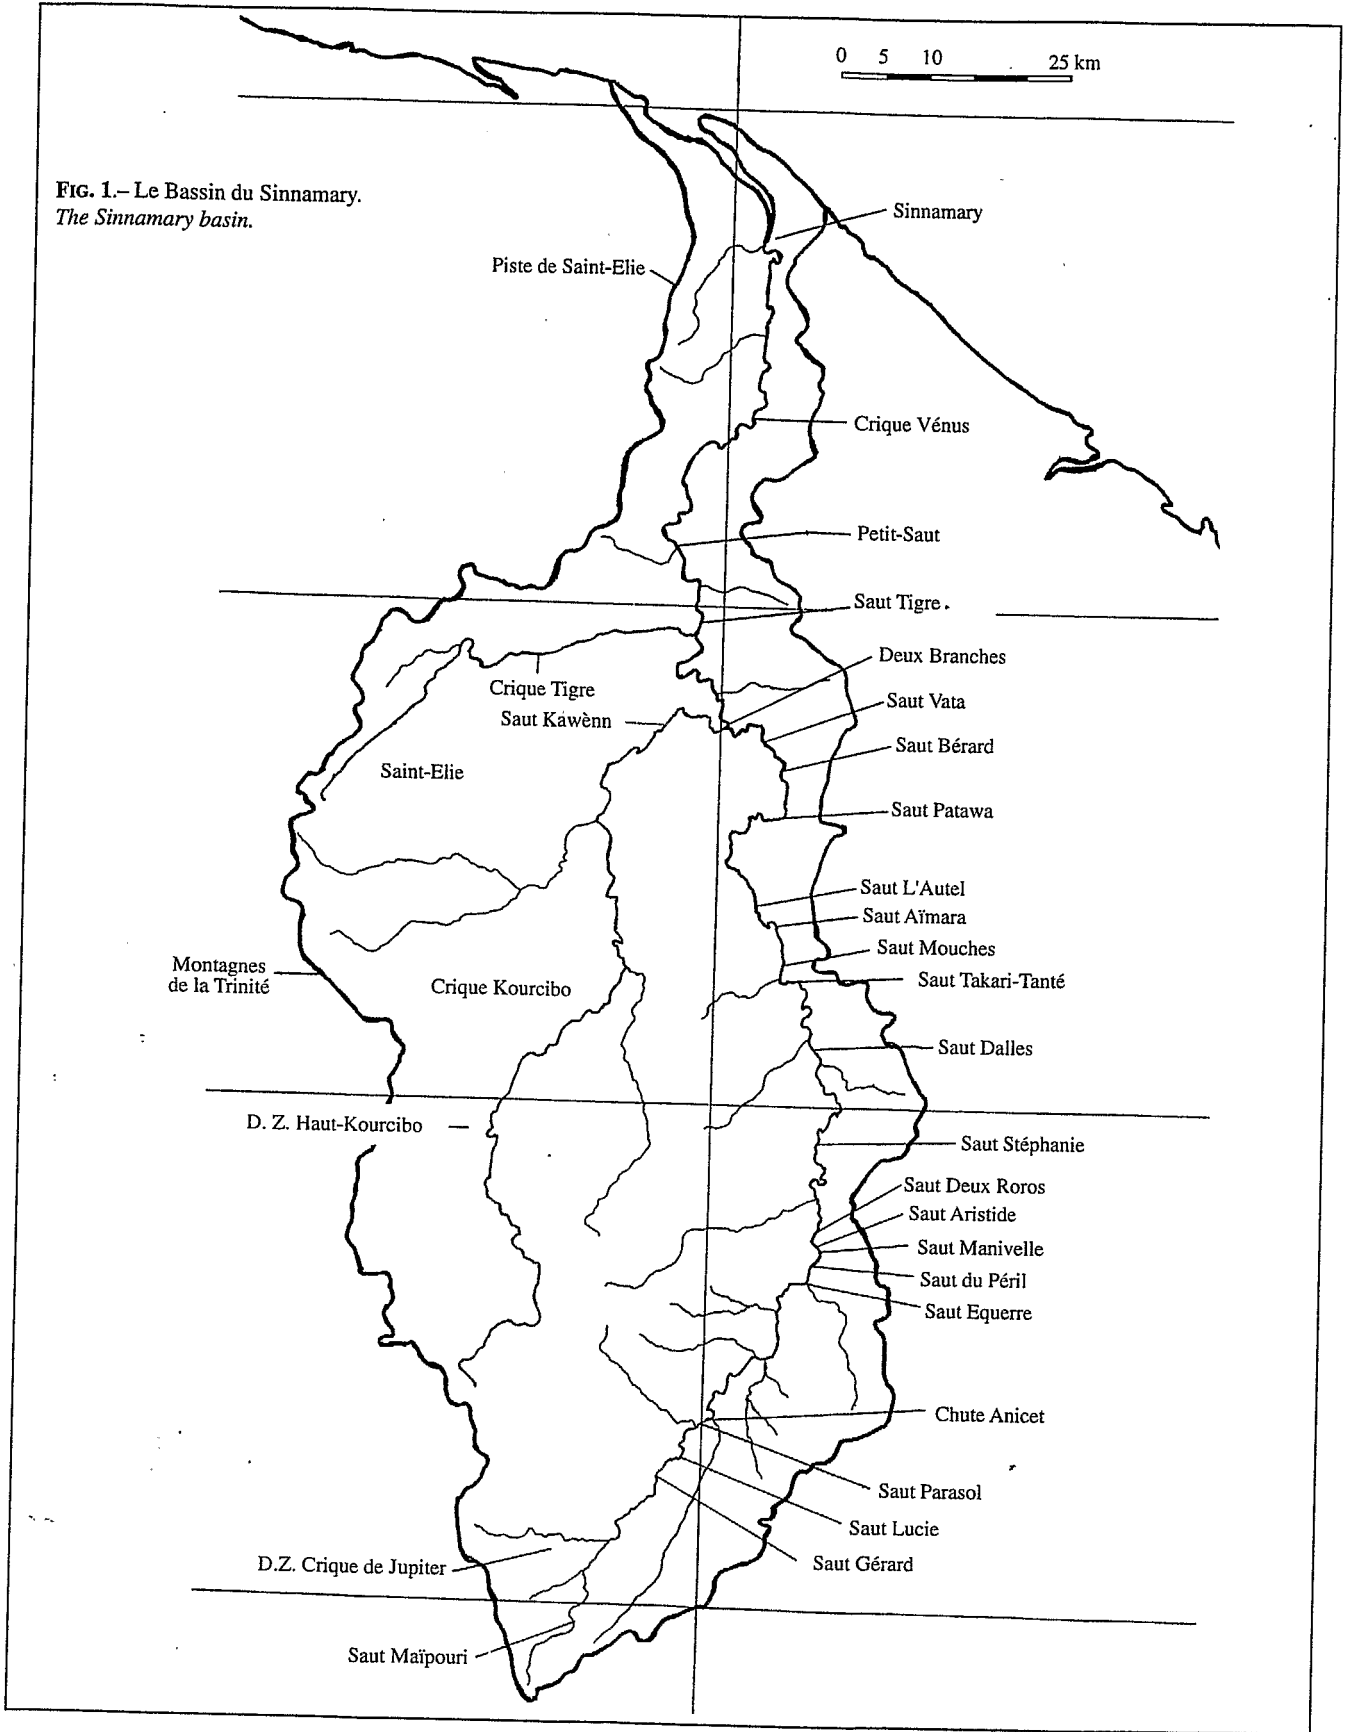 0 5 10 25 km
FIG. 1.– Le Bassin du Sinnamary.
The Sinnamary basin.
Sinnamary
Piste de Saint-Elie
Crique Vénus
Petit-Saut
Saut Tigre
Deux Branches
Crique Tigre
Saut Vata
Saut Kawènn
Saut Bérard
Saint-Elie
Saut Patawa
Saut L'Autel
Saut Aïmara
Saut Mouches
Montagnes
de la Trinité
Saut Takari-Tanté
Crique Kourcibo
Saut Dalles
D. Z. Haut-Kourcibo
Saut Stéphanie
Saut Deux Roros
Saut Aristide
Saut Manivelle
Saut du Péril
Saut Equerre
Chute Anicet
Saut Parasol
Saut Lucie
Saut Gérard
D.Z. Crique de Jupiter
Saut Maïpouri